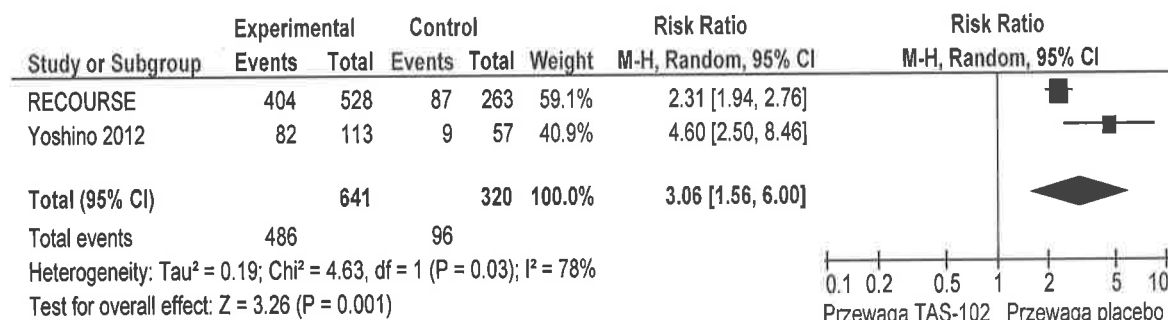 Experimental Control Risk Ratio Risk Ratio
Study or Subgroup Events Total Events Total Weight M-H, Random, 95% CI M-H, Random, 95% CI
RECOURSE 404 528 87 263 59.1% 2.31 [1.94, 2.76]
Yoshino 2012 82 113 9 57 40.9% 4.60 [2.50, 8.46]
Total (95% CI) 641 320 100.0% 3.06 [1.56, 6.00]
Total events 486 96
Heterogeneity: Tau² = 0.19; Chi² = 4.63, df = 1 (P = 0.03); I² = 78%
Test for overall effect: Z = 3.26 (P = 0.001)
0.1 0.2 0.5 1 2 5 10
Przewaga TAS-102 Przewaga placebo